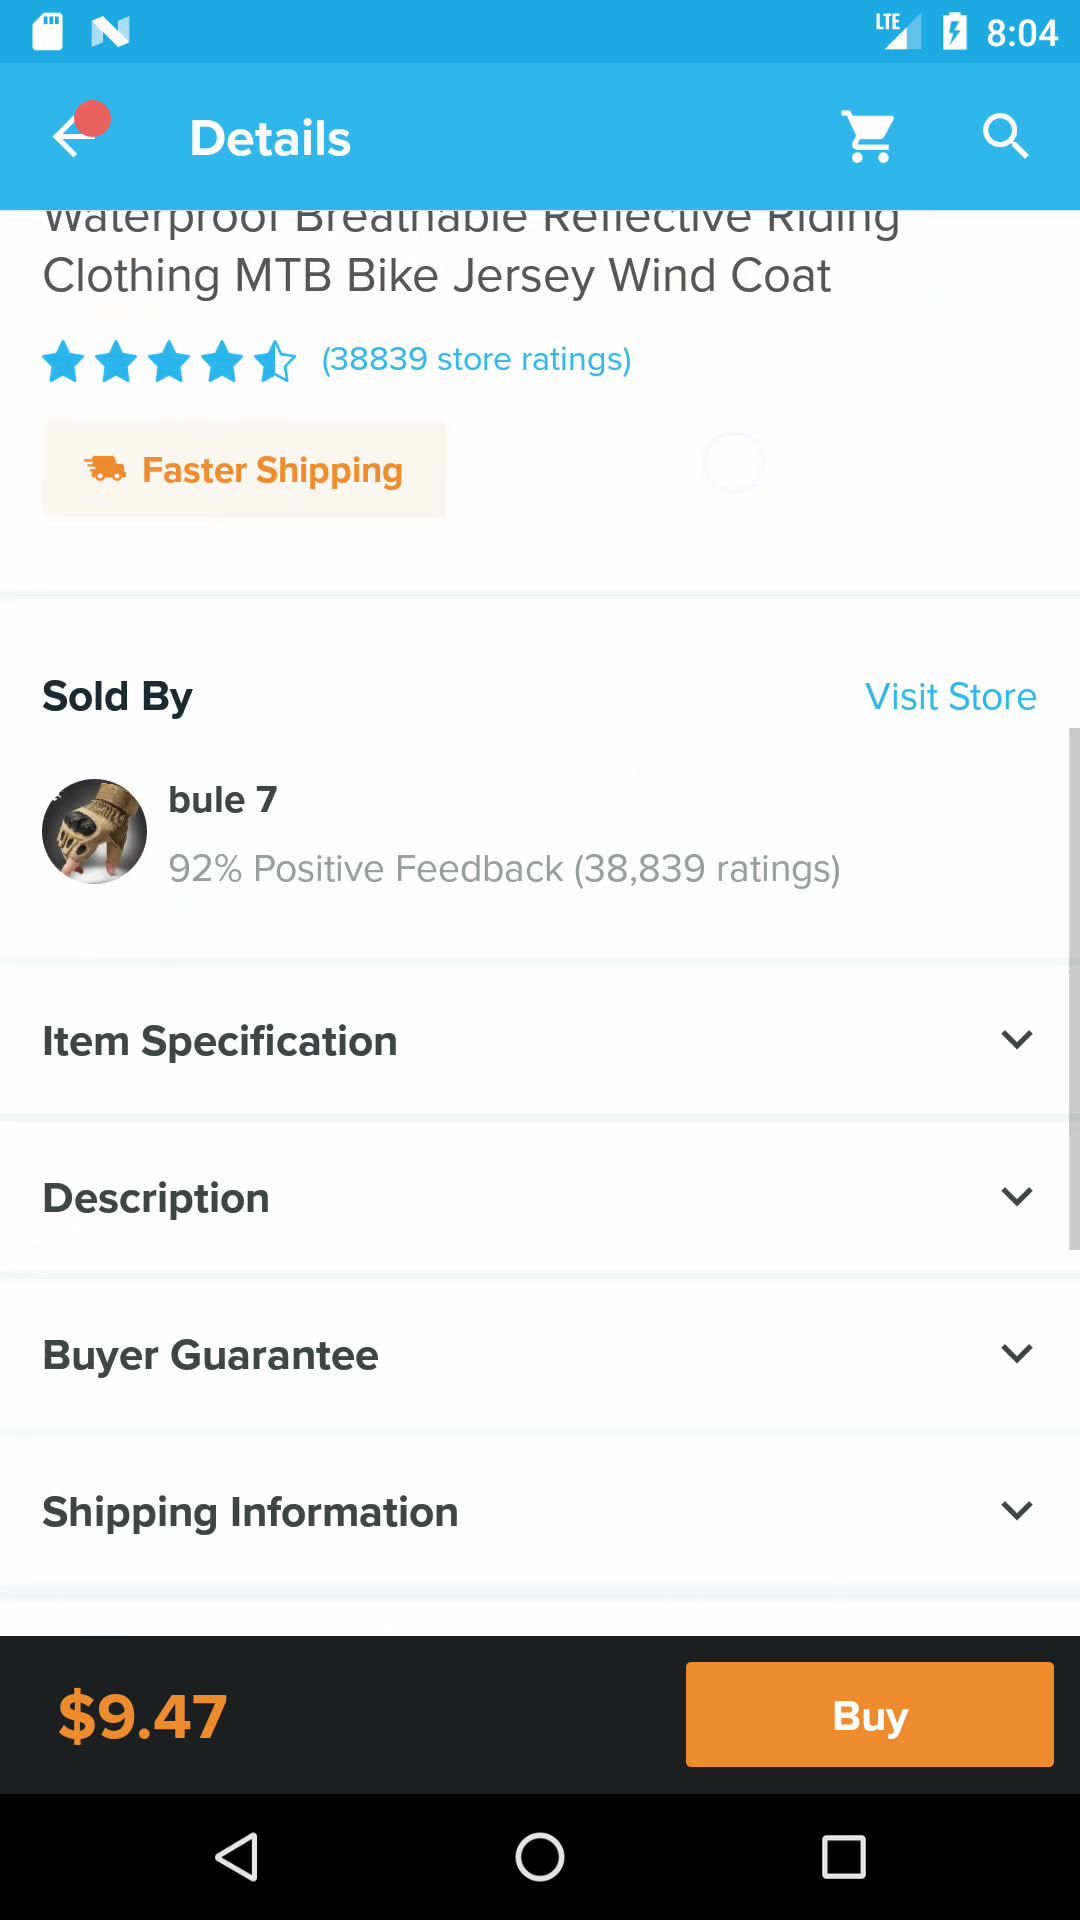 LTE 8:04
Details
Waterproof Breathable Reflective Riding
Clothing MTB Bike Jersey Wind Coat
(38839 store ratings)
Faster Shipping
Sold By
Visit Store
bule 7
92% Positive Feedback (38,839 ratings)
Item Specification
Description
Buyer Guarantee
Shipping Information
$9.47
Buy